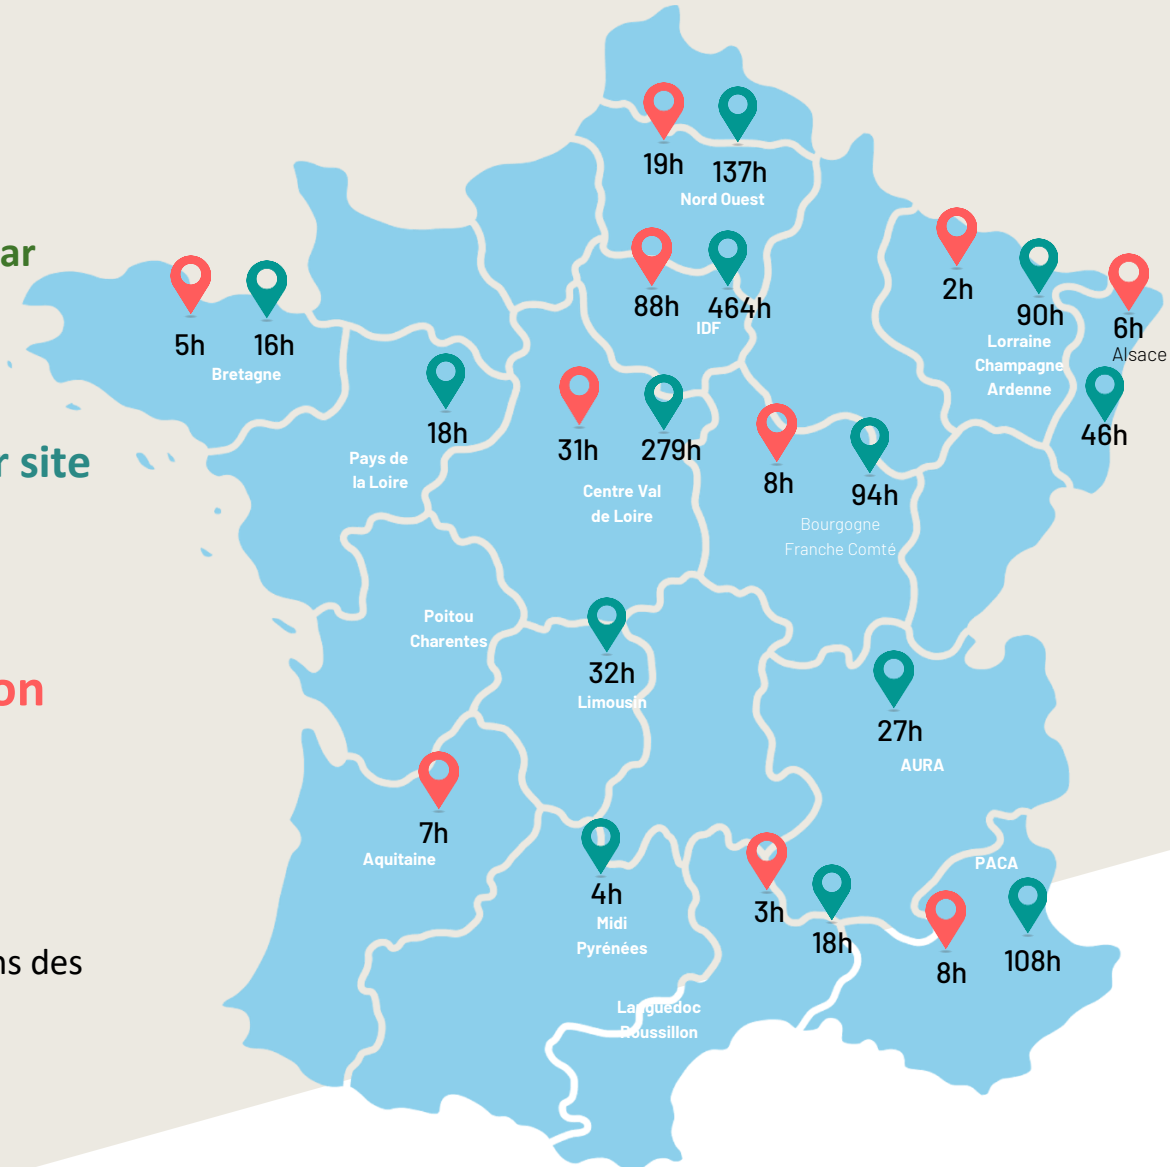 19h
137h
Nord Ouest
ar
88h
464h
IDF
2h
90h
Lorraine
Champagne
Ardenne
6h
Alsace
46h
5h
16h
Bretagne
18h
Pays de
la Loire
31h
279h
Centre Val
de Loire
8h
94h
Bourgogne
Franche Comté
r site
Poitou
Charentes
32h
Limousin
on
27h
AURA
7h
Aquitaine
4h
Midi
Pyrénées
3h
18h
PACA
8h
108h
ns des
Languedoc
Roussillon